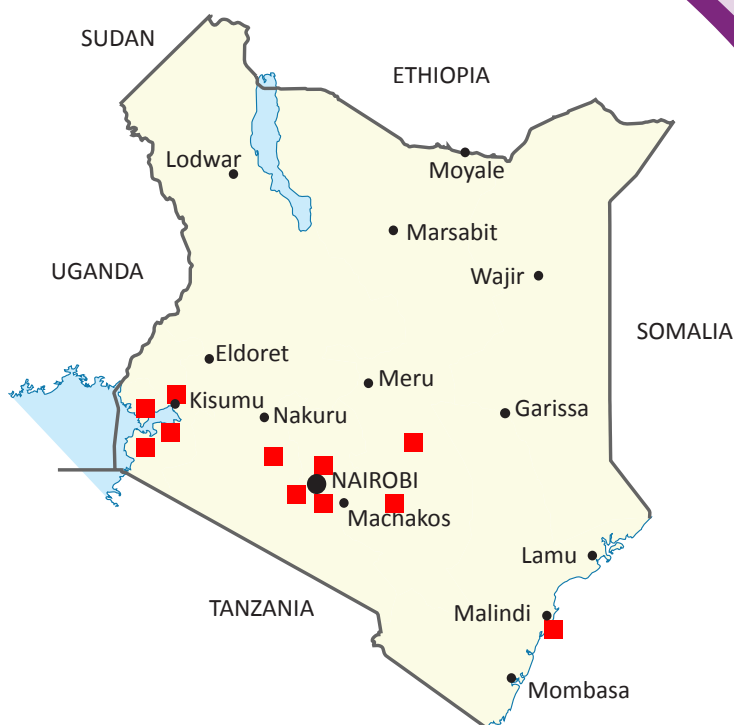 SUDAN
ETHIOPIA
Lodwar
Moyale
Marsabit
UGANDA
Wajir
SOMALIA
Eldoret
Meru
Kisumu
Nakuru
Garissa
NAIROBI
Machakos
Lamu
TANZANIA
Malindi
Mombasa